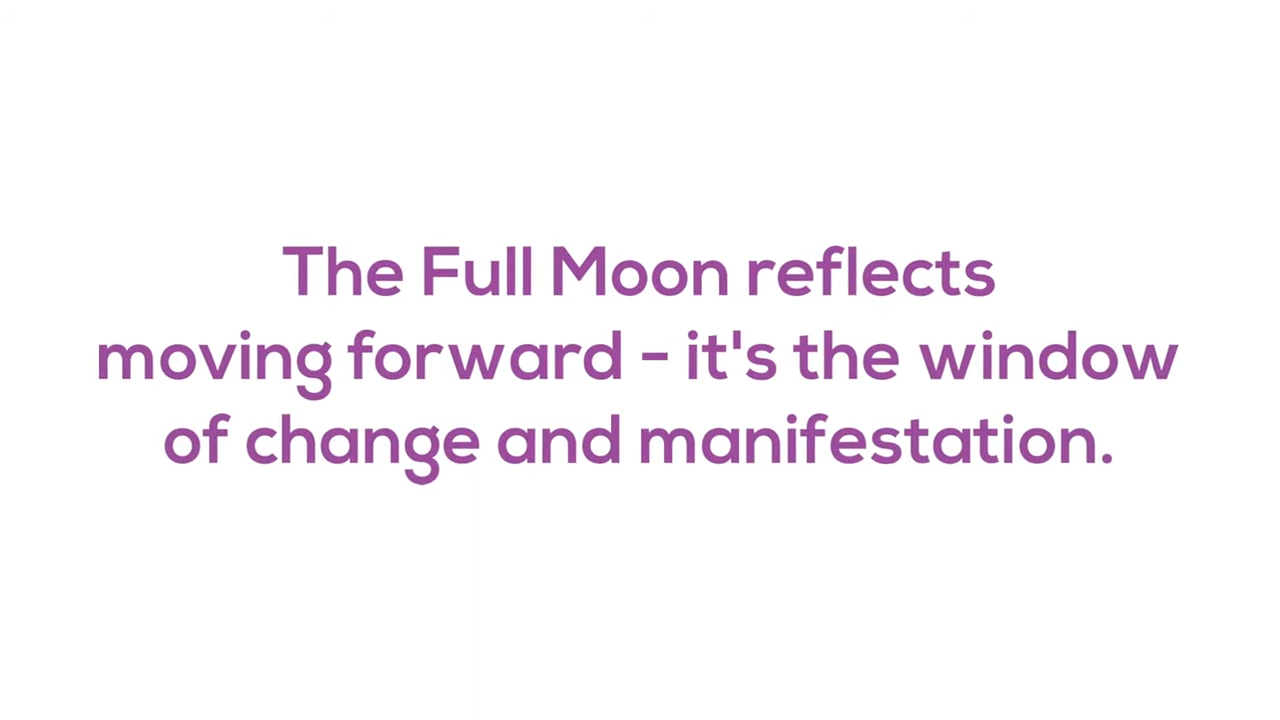 The Full Moon reflects
moving forward - it's the window
of change and manifestation.